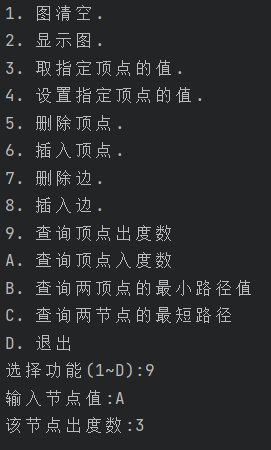 1. 图清空.
2. 显示图.
3. 取指定顶点的值.
4. 设置指定顶点的值.
5. 删除顶点.
6. 插入顶点.
7. 删除边.
8. 插入边.
9. 查询顶点出度数
A. 查询顶点入度数
B. 查询两顶点的最小路径值
C. 查询两节点的最短路径
D. 退出
选择功能(1~D):9
输入节点值:A
该节点出度数:3